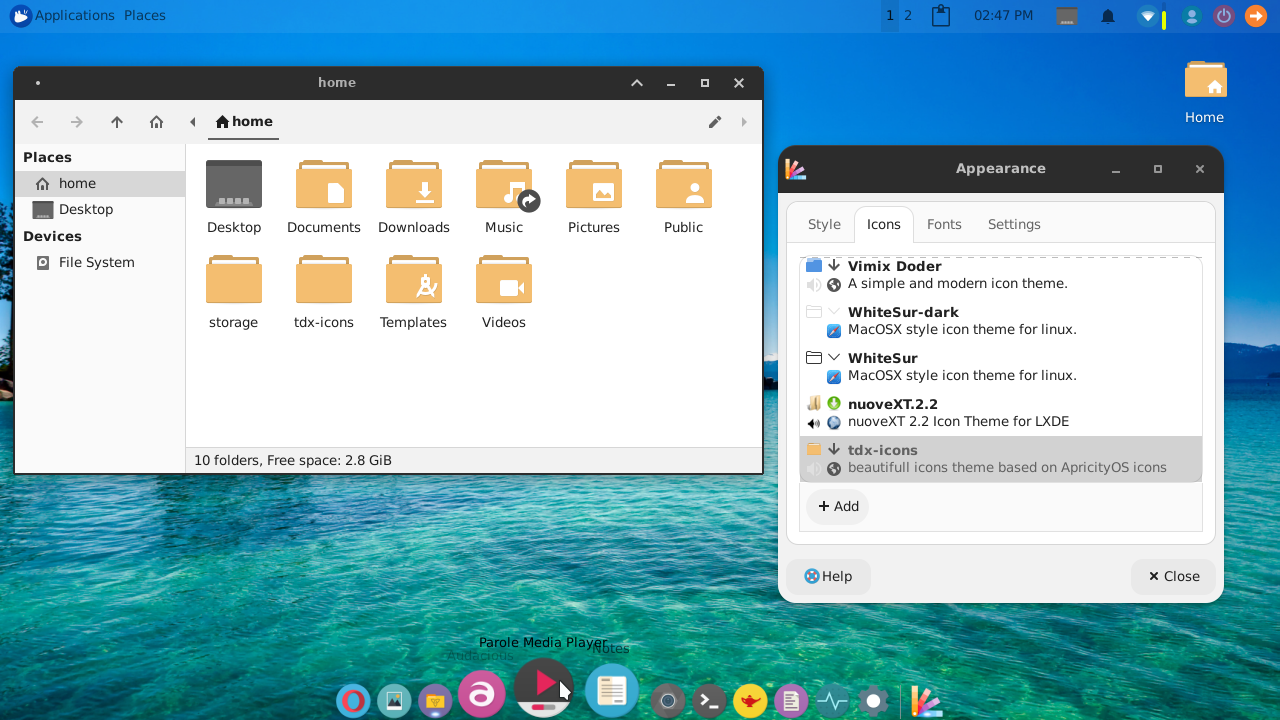 Applications Places
1 2 02:47 PM
home
home
Places
home
Desktop
Devices
File System
Desktop Documents Downloads Music Pictures Public
storage tdx-icons Templates Videos
10 folders, Free space: 2.8 GiB
Home
Appearance
Style Icons Fonts Settings
Vimix Doder
A simple and modern icon theme.
WhiteSur-dark
MacOSX style icon theme for linux.
WhiteSur
MacOSX style icon theme for linux.
nuoveXT.2.2
nuoveXT 2.2 Icon Theme for LXDE
tdx-icons
beautifull icons theme based on ApricityOS icons
Add
Help Close
Parole Media Player
Audacious Notes